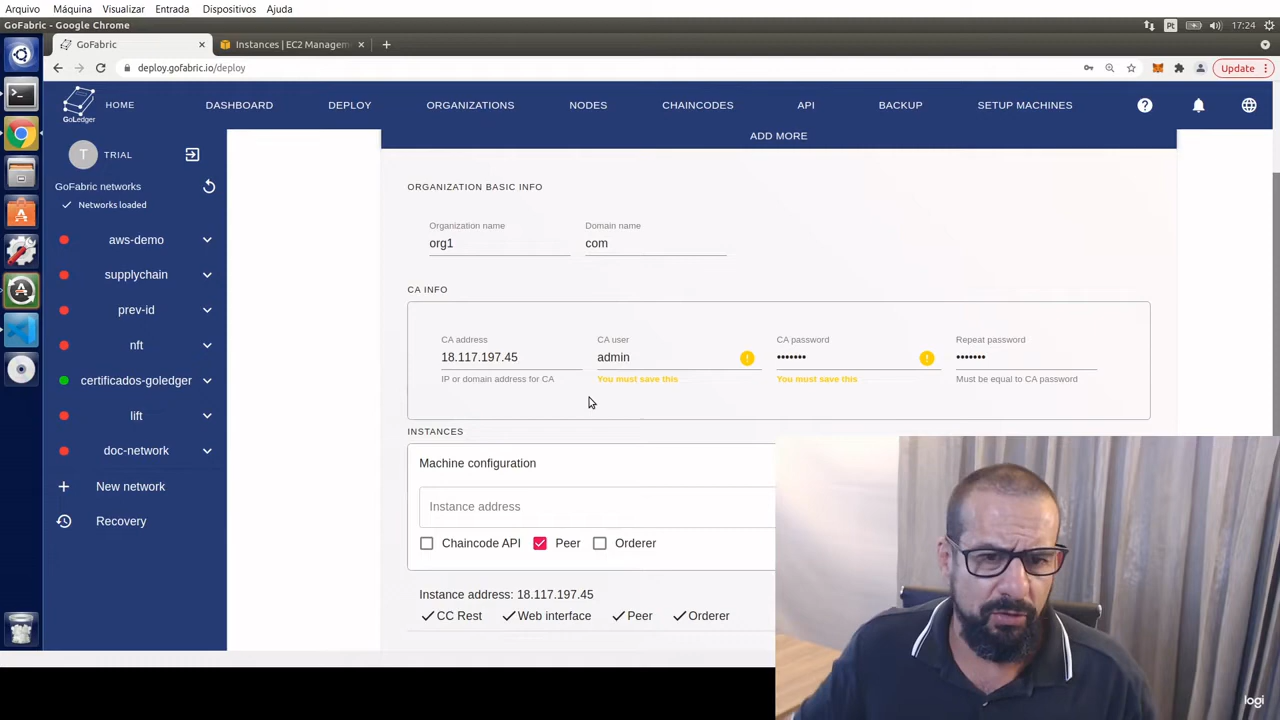 Arquivo Máquina Visualizar Entrada Dispositivos Ajuda
GoFabric - Google Chrome
Pt
17:24
GoFabric
Instances | EC2 Managem
deploy.gofabric.io/deploy
Update
GoLedger
HOME DASHBOARD DEPLOY ORGANIZATIONS NODES CHAINCODES API BACKUP SETUP MACHINES
ADD MORE
T TRIAL
GoFabric networks
Networks loaded
aws-demo
supplychain
prev-id
nft
certificados-goledger
lift
doc-network
New network
Recovery
ORGANIZATION BASIC INFO
Organization name Domain name
org1 com
CA INFO
CA address CA user CA password Repeat password
18.117.197.45 admin ••••••• •••••••
IP or domain address for CA You must save this You must save this Must be equal to CA password
INSTANCES
Machine configuration
Instance address
Chaincode API Peer Orderer
Instance address: 18.117.197.45
CC Rest Web interface Peer Orderer
logi